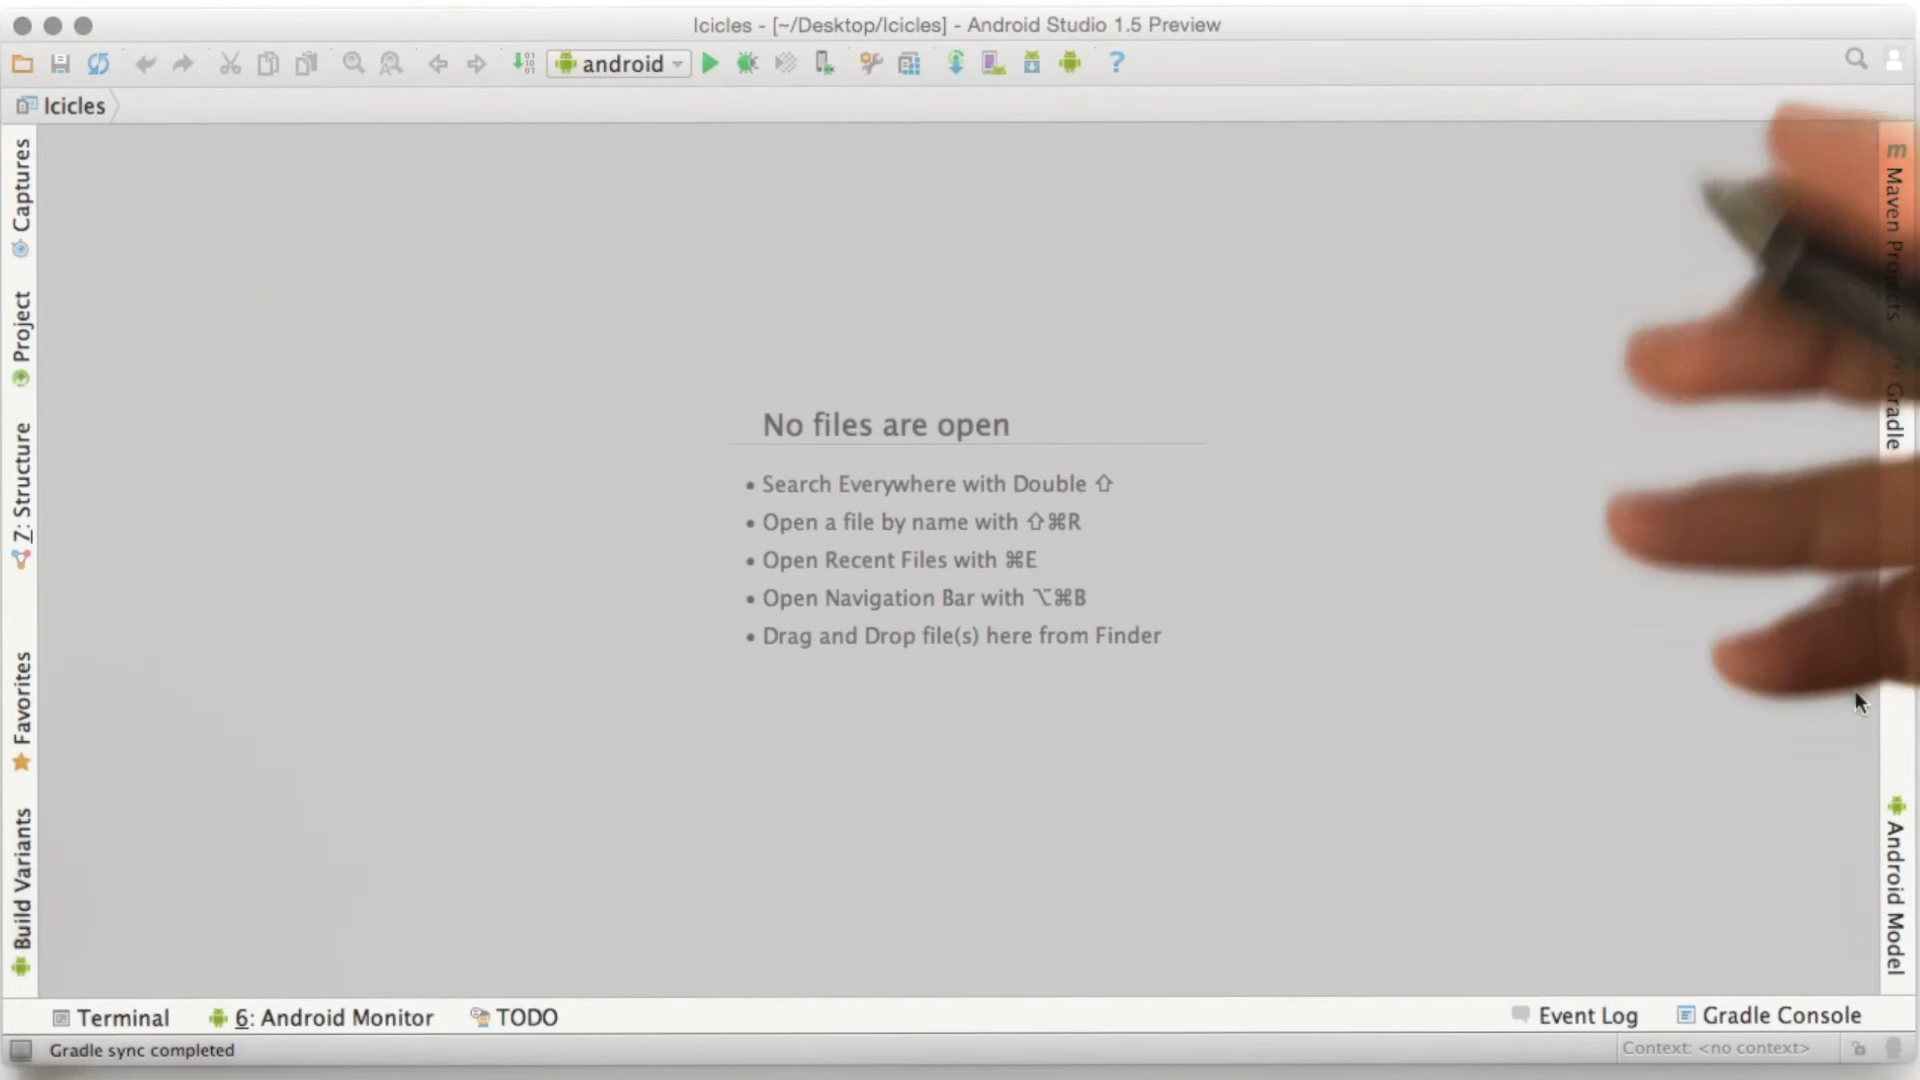 Icicles - [~/Desktop/Icicles] - Android Studio 1.5 Preview
android
?
Icicles
Captures
Project
Z: Structure
Favorites
Build Variants
m Maven Projects
Gradle
Android Model
No files are open
• Search Everywhere with Double ⇧
• Open a file by name with ⇧⌘R
• Open Recent Files with ⌘E
• Open Navigation Bar with ⌥⌘B
• Drag and Drop file(s) here from Finder
Terminal
6: Android Monitor
TODO
Event Log
Gradle Console
Gradle sync completed
Context: <no context>